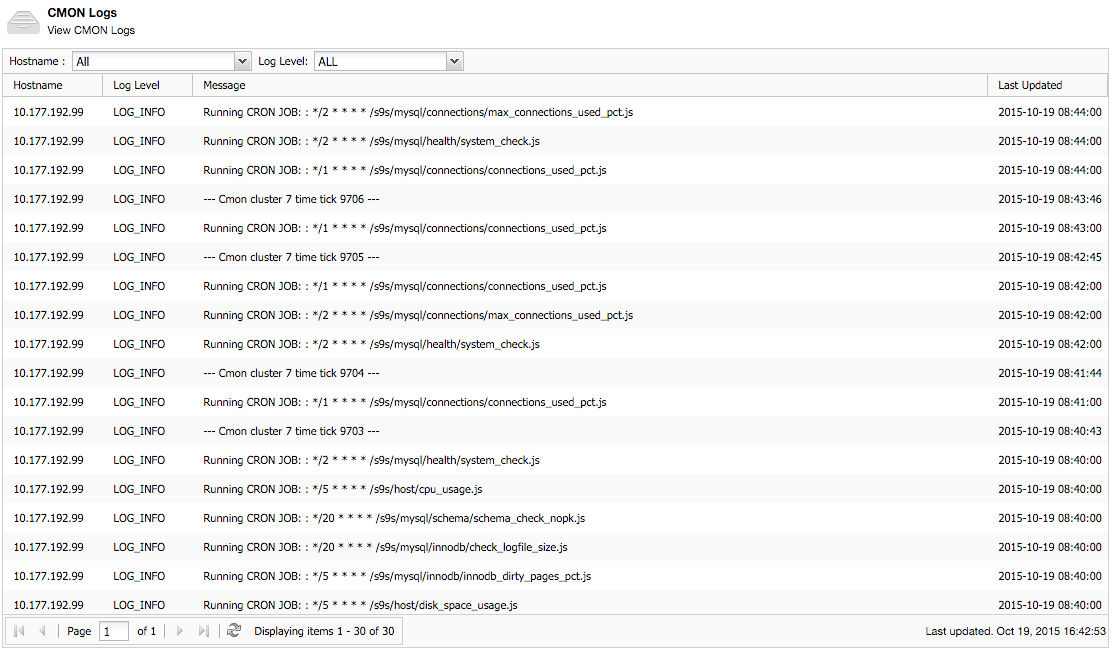 CMON Logs
View CMON Logs
Hostname : All Log Level: ALL
Hostname Log Level Message Last Updated
10.177.192.99 LOG_INFO Running CRON JOB: : */2 * * * * /s9s/mysql/connections/max_connections_used_pct.js 2015-10-19 08:44:00
10.177.192.99 LOG_INFO Running CRON JOB: : */2 * * * * /s9s/mysql/health/system_check.js 2015-10-19 08:44:00
10.177.192.99 LOG_INFO Running CRON JOB: : */1 * * * * /s9s/mysql/connections/connections_used_pct.js 2015-10-19 08:44:00
10.177.192.99 LOG_INFO --- Cmon cluster 7 time tick 9706 --- 2015-10-19 08:43:46
10.177.192.99 LOG_INFO Running CRON JOB: : */1 * * * * /s9s/mysql/connections/connections_used_pct.js 2015-10-19 08:43:00
10.177.192.99 LOG_INFO --- Cmon cluster 7 time tick 9705 --- 2015-10-19 08:42:45
10.177.192.99 LOG_INFO Running CRON JOB: : */1 * * * * /s9s/mysql/connections/connections_used_pct.js 2015-10-19 08:42:00
10.177.192.99 LOG_INFO Running CRON JOB: : */2 * * * * /s9s/mysql/connections/max_connections_used_pct.js 2015-10-19 08:42:00
10.177.192.99 LOG_INFO Running CRON JOB: : */2 * * * * /s9s/mysql/health/system_check.js 2015-10-19 08:42:00
10.177.192.99 LOG_INFO --- Cmon cluster 7 time tick 9704 --- 2015-10-19 08:41:44
10.177.192.99 LOG_INFO Running CRON JOB: : */1 * * * * /s9s/mysql/connections/connections_used_pct.js 2015-10-19 08:41:00
10.177.192.99 LOG_INFO --- Cmon cluster 7 time tick 9703 --- 2015-10-19 08:40:43
10.177.192.99 LOG_INFO Running CRON JOB: : */2 * * * * /s9s/mysql/health/system_check.js 2015-10-19 08:40:00
10.177.192.99 LOG_INFO Running CRON JOB: : */5 * * * * /s9s/host/cpu_usage.js 2015-10-19 08:40:00
10.177.192.99 LOG_INFO Running CRON JOB: : */20 * * * * /s9s/mysql/schema/schema_check_nopk.js 2015-10-19 08:40:00
10.177.192.99 LOG_INFO Running CRON JOB: : */20 * * * * /s9s/mysql/innodb/check_logfile_size.js 2015-10-19 08:40:00
10.177.192.99 LOG_INFO Running CRON JOB: : */5 * * * * /s9s/mysql/innodb/innodb_dirty_pages_pct.js 2015-10-19 08:40:00
10.177.192.99 LOG_INFO Running CRON JOB: : */5 * * * * /s9s/host/disk_space_usage.js 2015-10-19 08:40:00
Page 1 of 1 Displaying items 1 - 30 of 30 Last updated. Oct 19, 2015 16:42:53